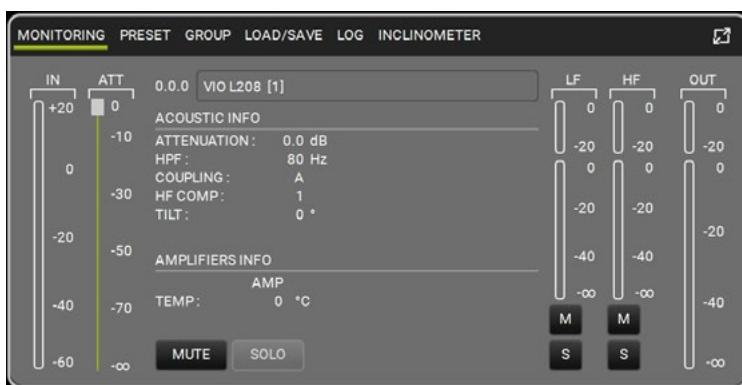 MONITORING PRESET GROUP LOAD/SAVE LOG INCLINOMETER
IN ATT LF HF OUT
0.0.0 VIO L208 [1]
+20 0 0 0 0
ACOUSTIC INFO
-10 ATTENUATION: 0.0 dB -20 -20 -20
HPF: 80 Hz
0 0 0 0
COUPLING: A
-30 HF COMP: 1
TILT: 0 °
-20 -20
-20 -20
-50 AMPLIFIERS INFO -40 -40
AMP
-40 -70 TEMP: 0 °C -∞ -∞ -40
M M
-60 -∞ MUTE SOLO S S -∞